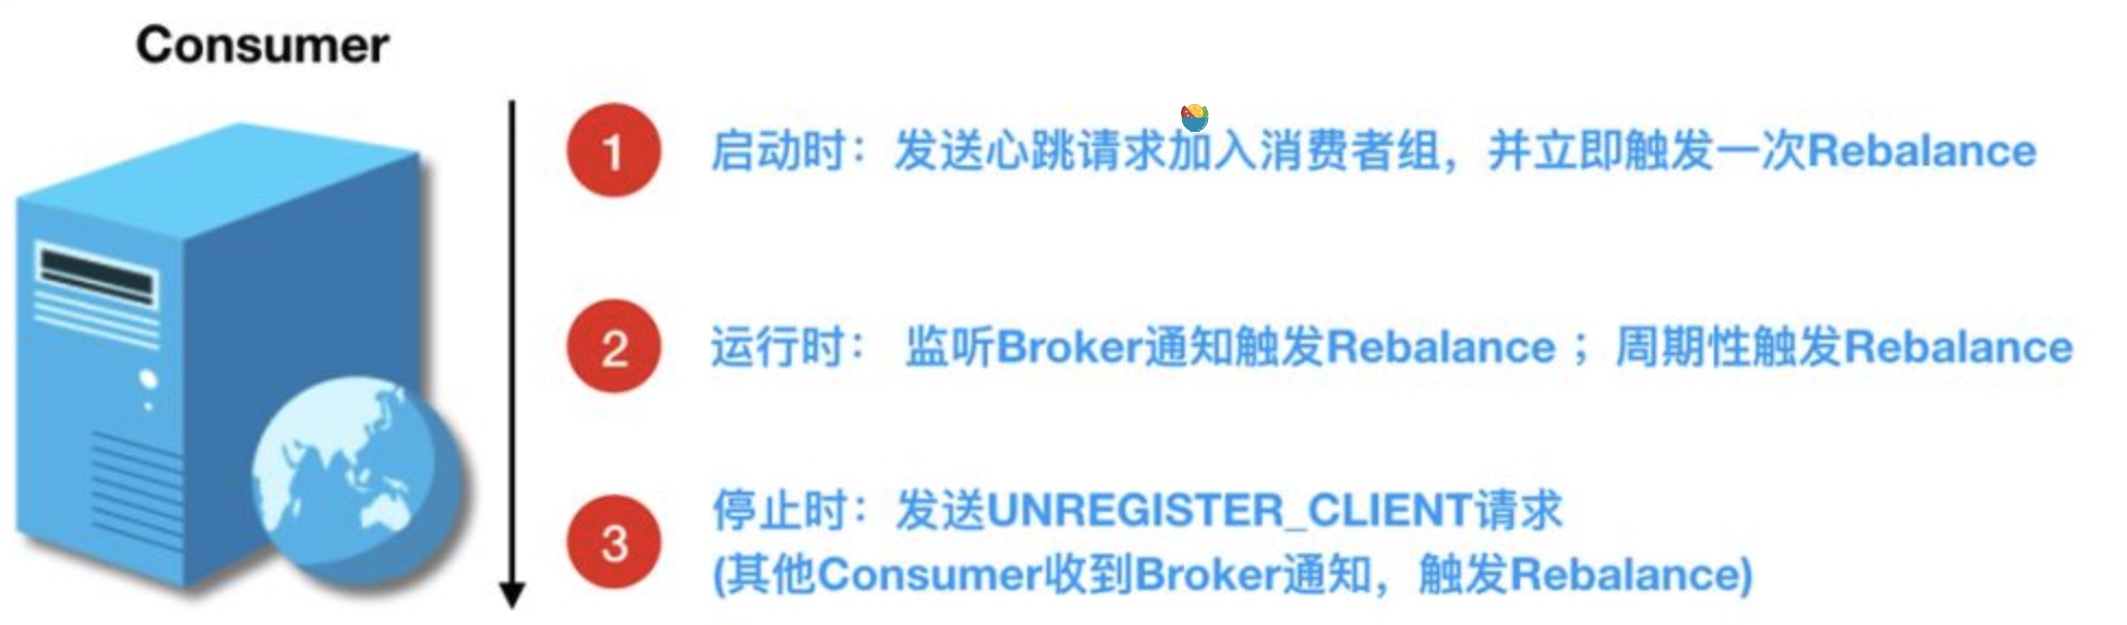 Consumer
1
启动时：发送心跳请求加入消费者组，并立即触发一次Rebalance
2
运行时： 监听Broker通知触发Rebalance ；周期性触发Rebalance
3
停止时：发送UNREGISTER_CLIENT请求
(其他Consumer收到Broker通知，触发Rebalance)